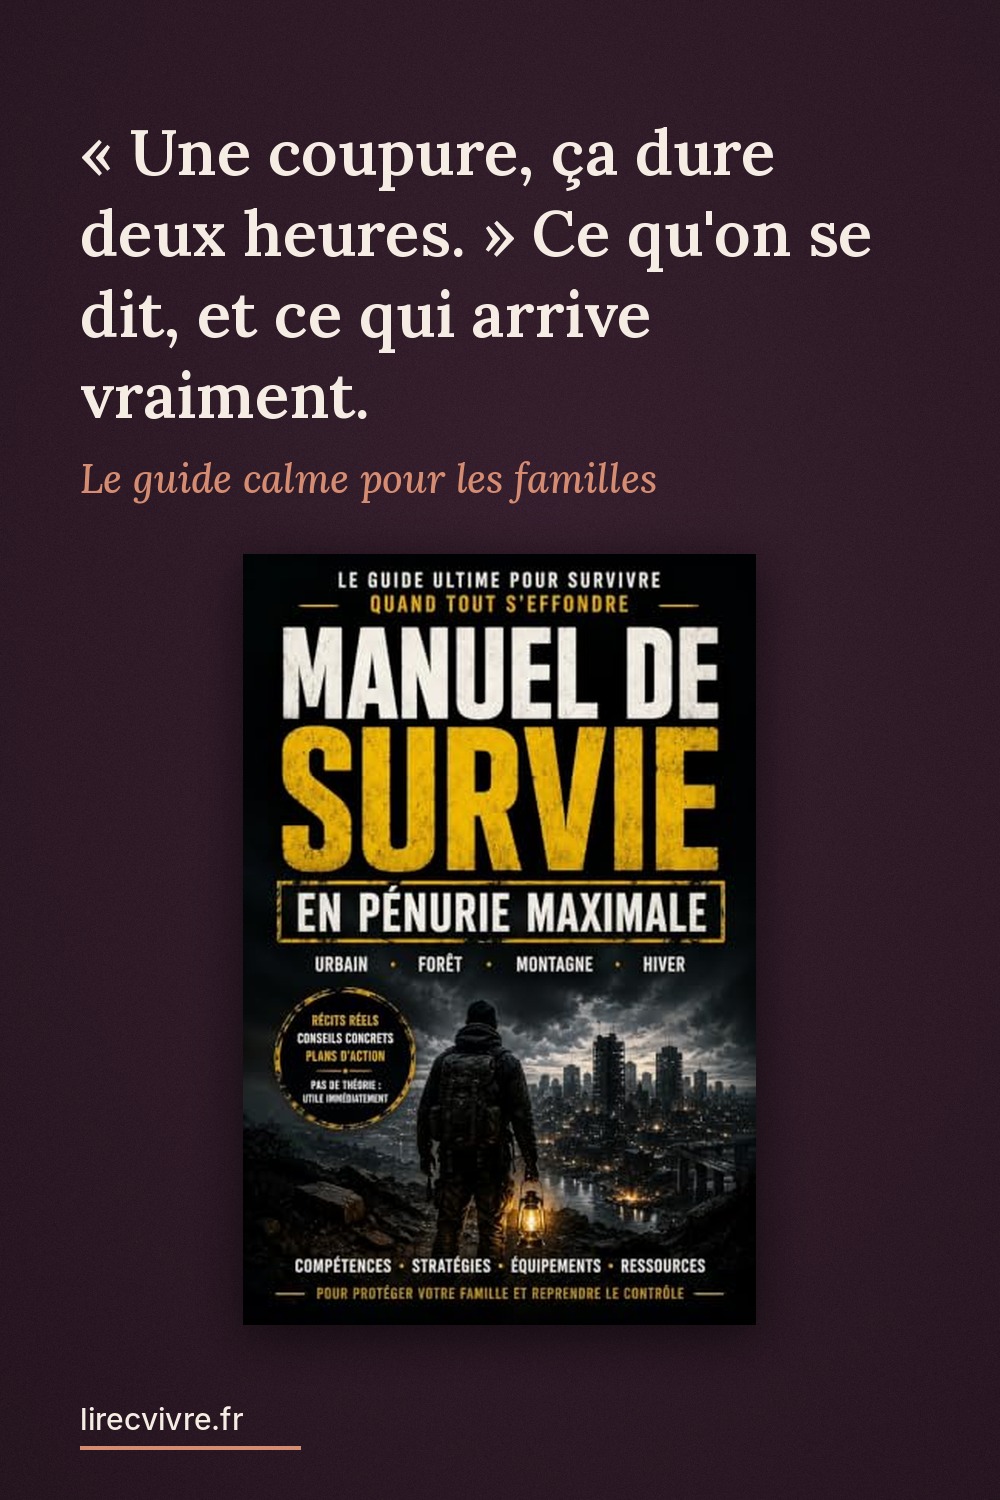 « Une coupure, ça dure
deux heures. » Ce qu'on se
dit, et ce qui arrive
vraiment.
Le guide calme pour les familles
LE GUIDE ULTIME POUR SURVIVRE
QUAND TOUT S'EFFONDRE
MANUEL DE
SURVIE
EN PÉNURIE MAXIMALE
URBAIN • FORÊT • MONTAGNE • HIVER
RÉCITS RÉELS
CONSEILS CONCRETS
PLANS D'ACTION
PAS DE THÉORIE :
UTILE IMMÉDIATEMENT
COMPÉTENCES • STRATÉGIES • ÉQUIPEMENTS • RESSOURCES
POUR PROTÉGER VOTRE FAMILLE ET REPRENDRE LE CONTRÔLE
lirecvivre.fr